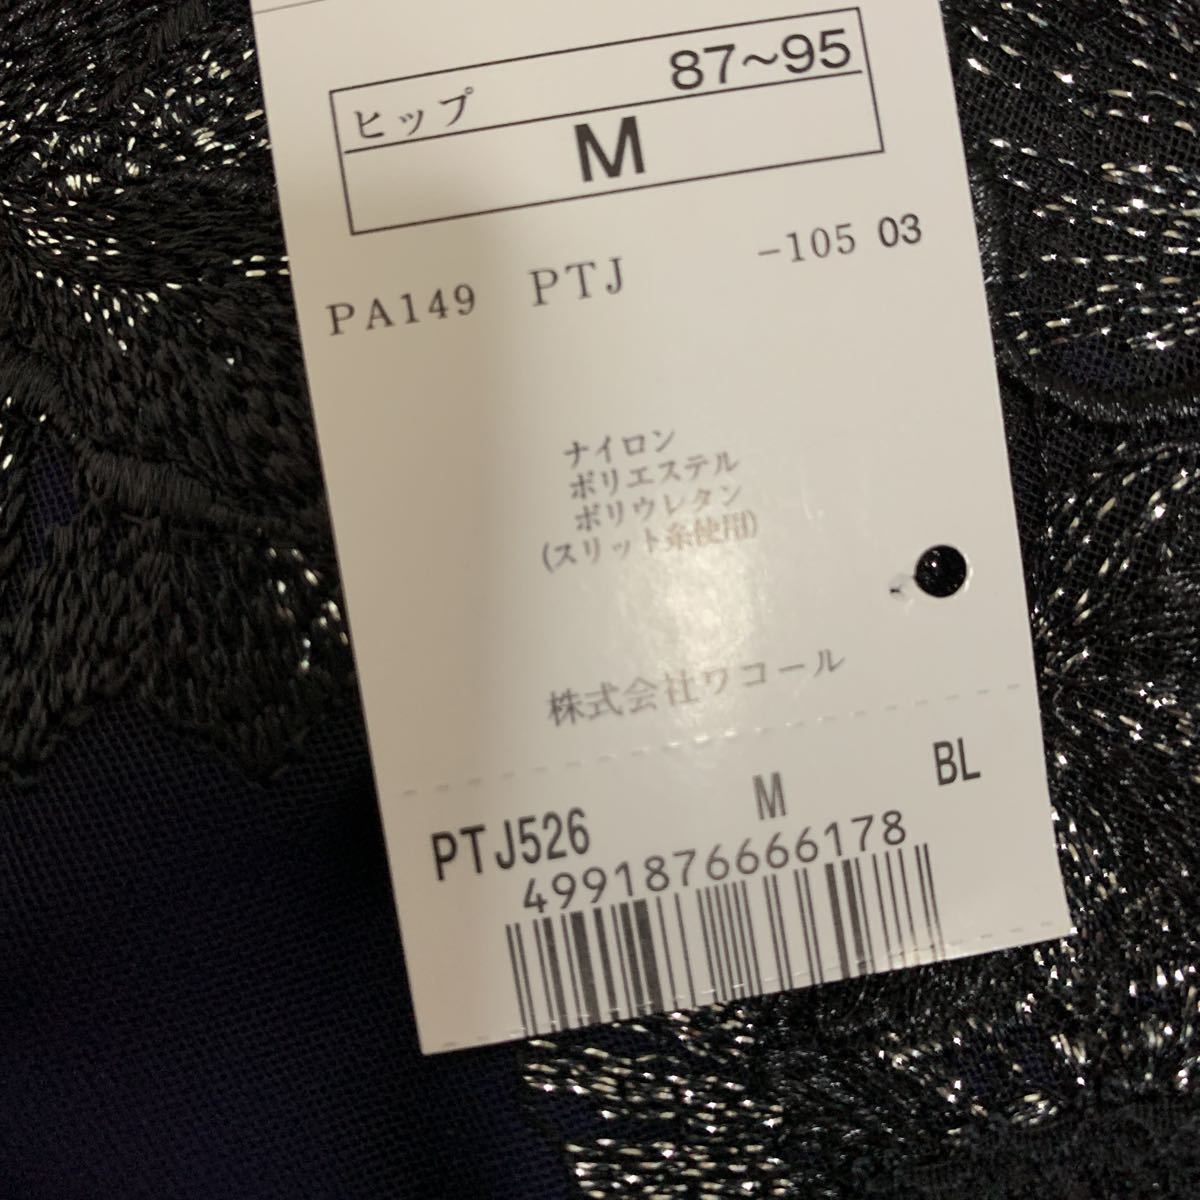 ヒップ 87~95
M
PA149 PTJ -105 03
ナイロン
ポリエステル
ポリウレタン
(スリット糸使用)
株式会社ワコール
PTJ526 M BL
4991876666178